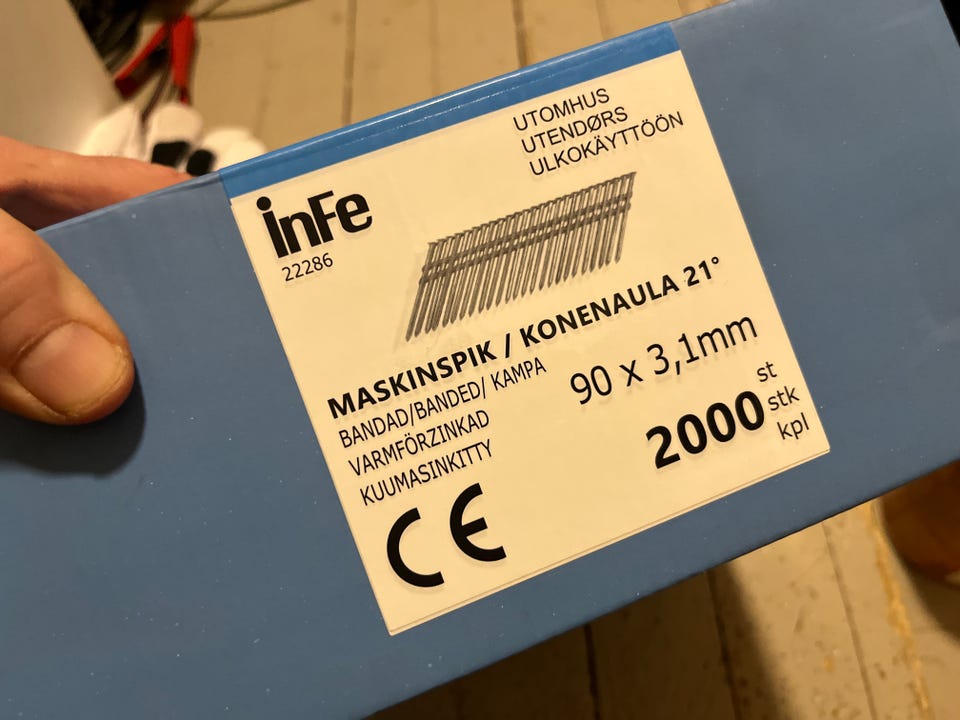 UTOMHUS
UTENDØRS
ULKOKÄYTTÖÖN
inFe
22286
MASKINSPIK / KONENAULA 21°
BANDAD/BANDED/ KAMPA
VARMFÖRZINKAD
KUUMASINKITTY
90 x 3,1mm
2000 st
stk
kpl
CE